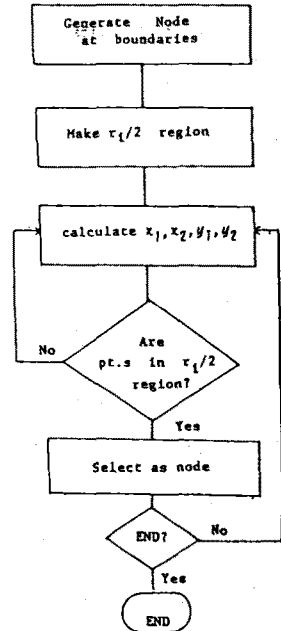 Generate Node
at boundaries
Make r₁/2 region
calculate x₁,x₂,y₁,y₂
Are
pt.s in r₁/2
region?
No
Yes
Select as node
END?
No
Yes
END